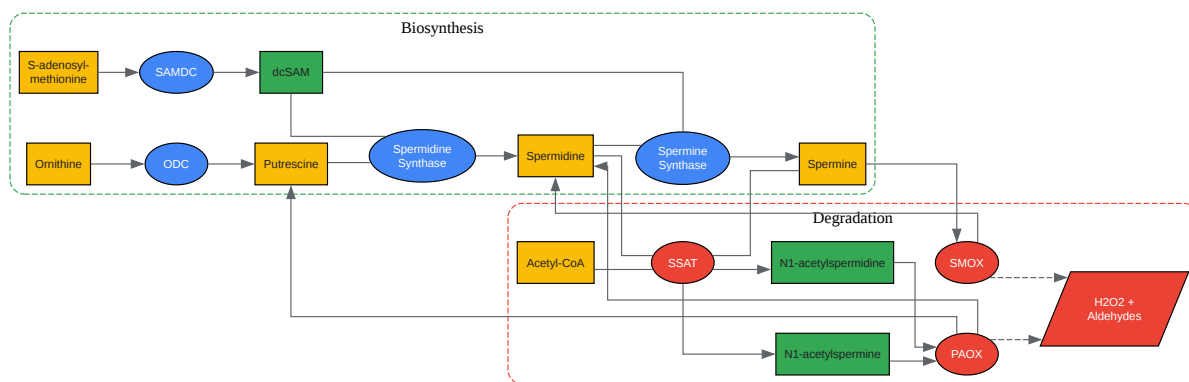 Biosynthesis
S-adenosyl-
methionine
SAMDC
dcSAM
Ornithine
ODC
Putrescine
Spermidine
Synthase
Spermidine
Spermine
Synthase
Spermine
Degradation
Acetyl-CoA
SSAT
N1-acetylspermidine
SMOX
H2O2 +
Aldehydes
N1-acetylspermine
PAOX